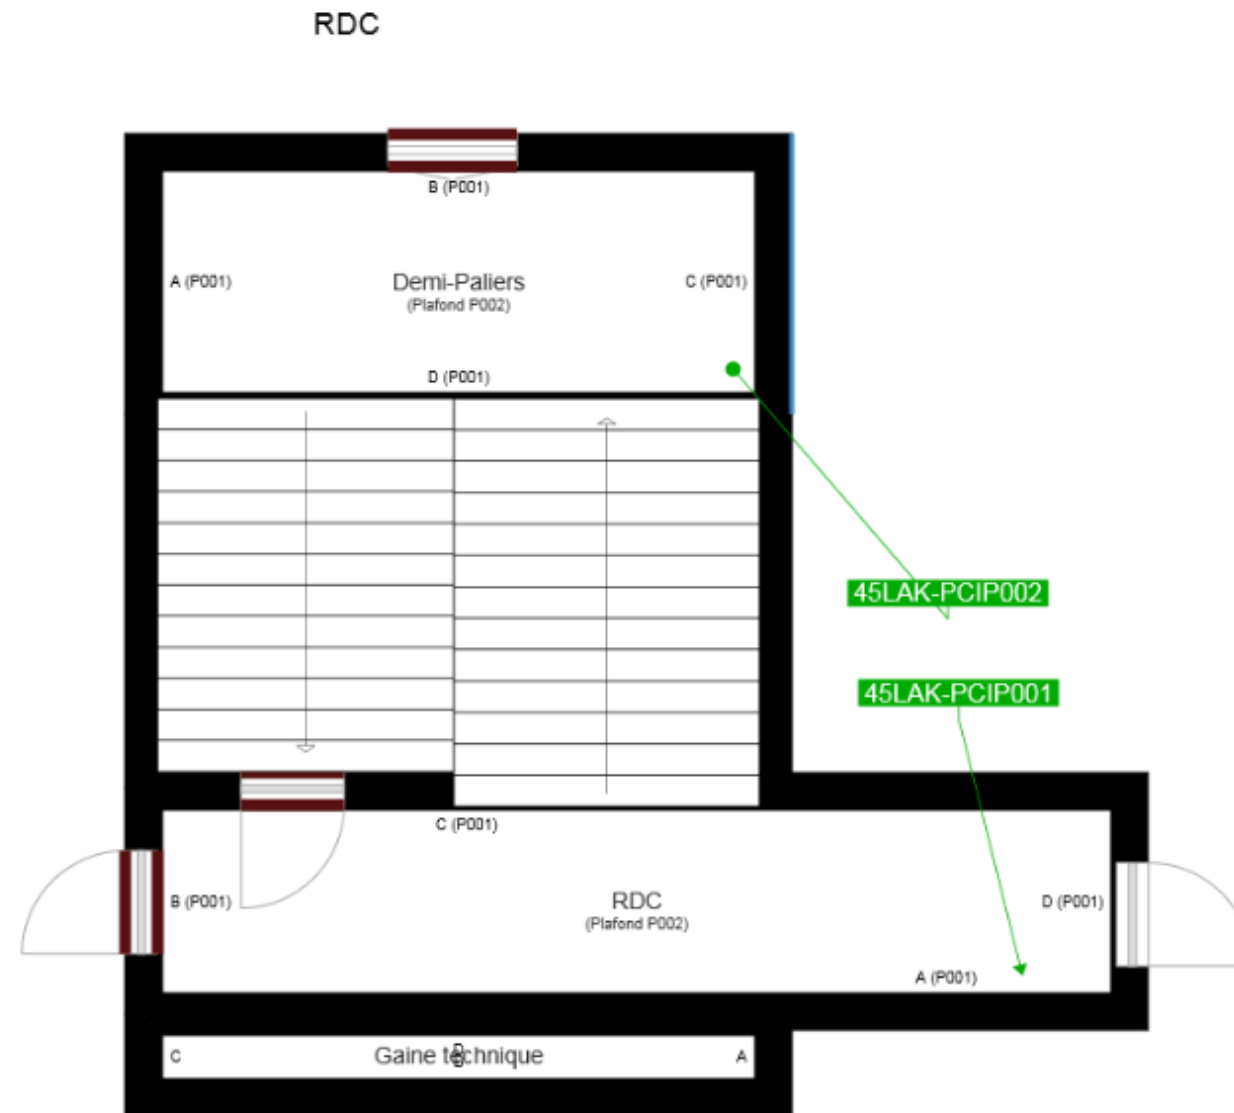 RDC
B (P001)
A (P001)
Demi-Paliers
C (P001)
(Plafond P002)
D (P001)
45LAK-PCIP002
45LAK-PCIP001
C (P001)
B (P001)
RDC
D (P001)
(Plafond P002)
A (P001)
C
Gaine technique
A